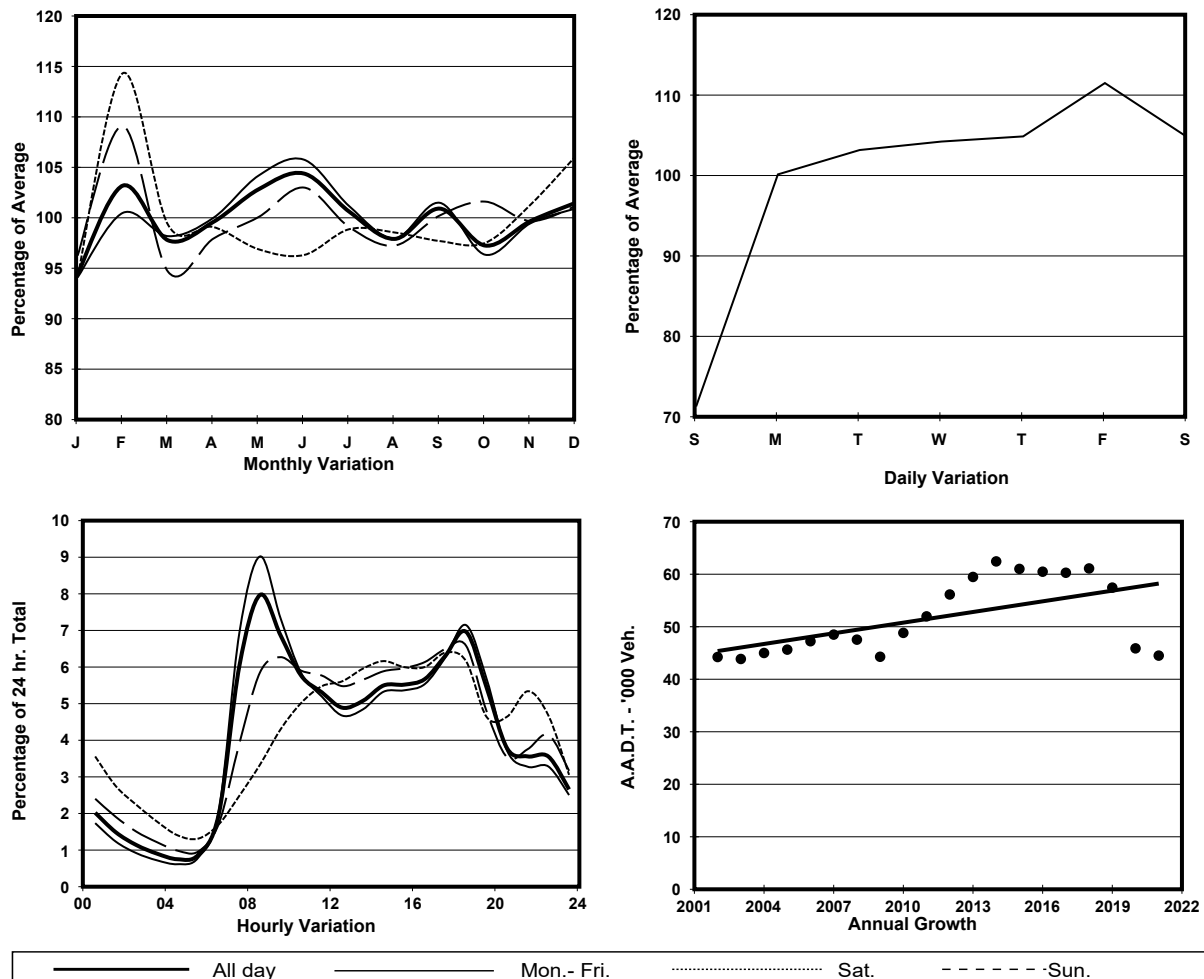 120
115
110
105
100
95
90
85
80
Percentage of Average
J F M A M J J A S O N D
Monthly Variation
120
110
100
90
80
70
Percentage of Average
S M T W T F S
Daily Variation
10
9
8
7
6
5
4
3
2
1
0
Percentage of 24 hr. Total
00 04 08 12 16 20 24
Hourly Variation
70
60
50
40
30
20
10
0
A.A.D.T. - '000 Veh.
2001 2004 2007 2010 2013 2016 2019 2022
Annual Growth
All day Mon.- Fri. Sat. Sun.